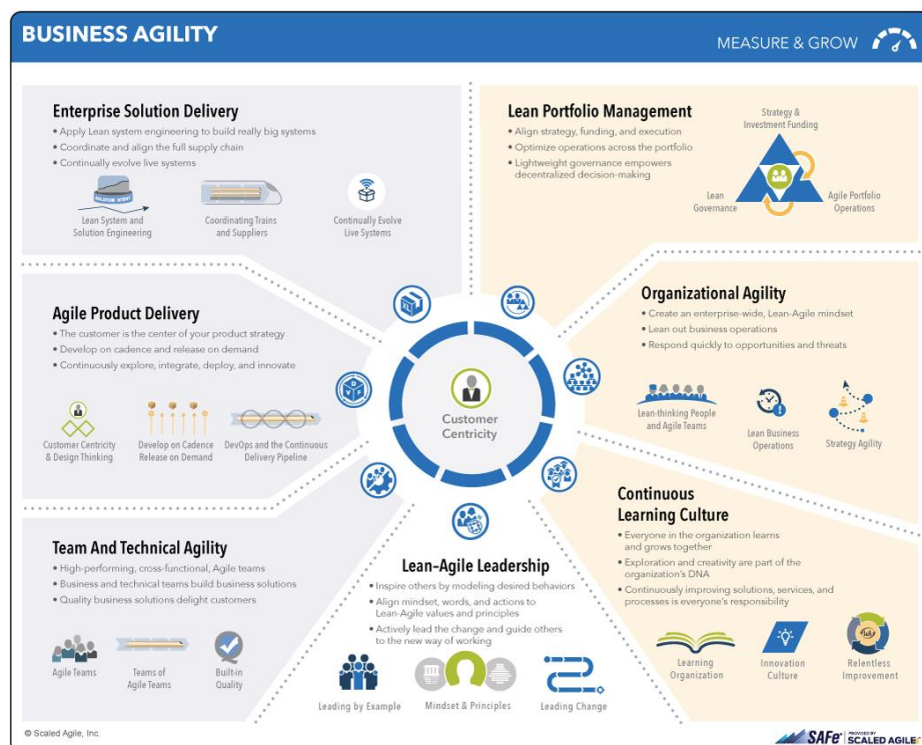 BUSINESS AGILITY
MEASURE & GROW
Enterprise Solution Delivery
• Apply Lean system engineering to build really big systems
• Coordinate and align the full supply chain
• Continually evolve live systems
SOLUTION INTENT
Lean System and
Solution Engineering
Coordinating Trains
and Suppliers
Continually Evolve
Live Systems
Lean Portfolio Management
• Align strategy, funding, and execution
• Optimize operations across the portfolio
• Lightweight governance empowers
decentralized decision-making
Strategy &
Investment Funding
Lean
Governance
Agile Portfolio
Operations
Agile Product Delivery
• The customer is the center of your product strategy
• Develop on cadence and release on demand
• Continuously explore, integrate, deploy, and innovate
Customer Centricity
& Design Thinking
Develop on Cadence
Release on Demand
DevOps and the Continuous
Delivery Pipeline
D
V F
Customer
Centricity
Organizational Agility
• Create an enterprise-wide, Lean-Agile mindset
• Lean out business operations
• Respond quickly to opportunities and threats
Lean-thinking People
and Agile Teams
Lean Business
Operations
Strategy Agility
Team And Technical Agility
• High-performing, cross-functional, Agile teams
• Business and technical teams build business solutions
• Quality business solutions delight customers
Agile Teams
Teams of
Agile Teams
Built-in
Quality
Lean-Agile Leadership
• Inspire others by modeling desired behaviors
• Align mindset, words, and actions to
Lean-Agile values and principles
• Actively lead the change and guide others
to the new way of working
Leading by Example
Mindset & Principles
Leading Change
Continuous
Learning Culture
• Everyone in the organization learns
and grows together
• Exploration and creativity are part of the
organization's DNA
• Continuously improving solutions, services, and
processes is everyone's responsibility
Learning
Organization
Innovation
Culture
Relentless
Improvement
© Scaled Agile, Inc.
SAFe® PROVIDED BY
SCALED AGILE